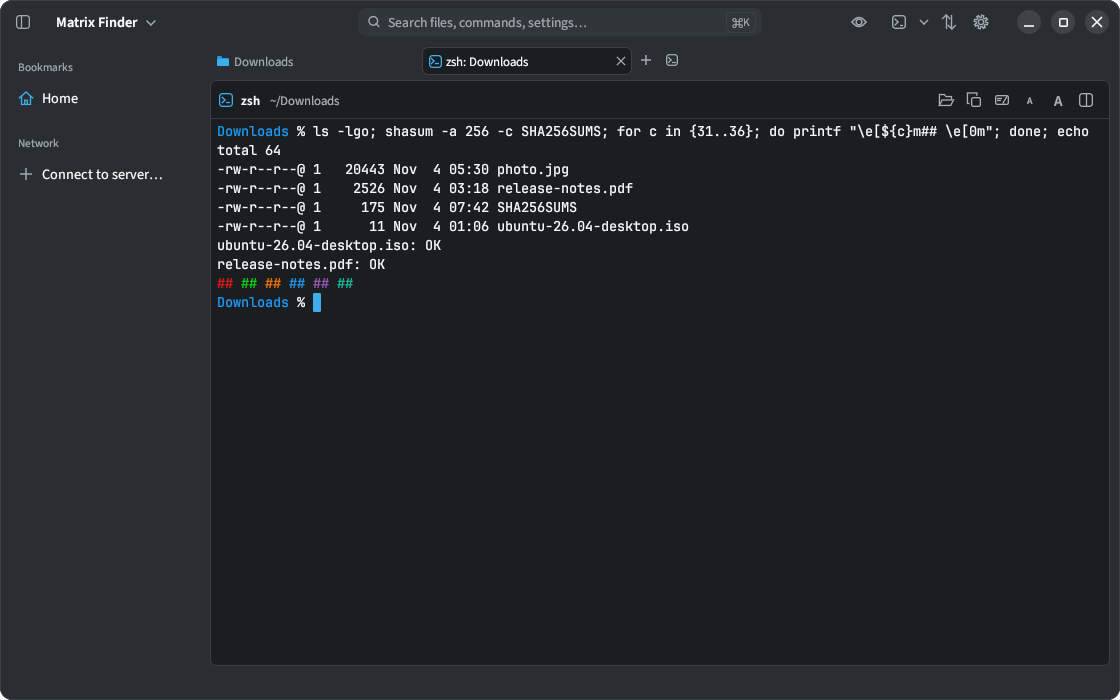 Matrix Finder
Search files, commands, settings…
⌘K
Bookmarks
Home
Network
Connect to server…
Downloads
zsh: Downloads
zsh ~/Downloads
A A
Downloads % ls -lgo; shasum -a 256 -c SHA256SUMS; for c in {31..36}; do printf "\e[${c}m## \e[0m"; done; echo
total 64
-rw-r--r--@ 1   20443 Nov  4 05:30 photo.jpg
-rw-r--r--@ 1    2526 Nov  4 03:18 release-notes.pdf
-rw-r--r--@ 1     175 Nov  4 07:42 SHA256SUMS
-rw-r--r--@ 1      11 Nov  4 01:06 ubuntu-26.04-desktop.iso
ubuntu-26.04-desktop.iso: OK
release-notes.pdf: OK
## ## ## ## ## ##
Downloads %